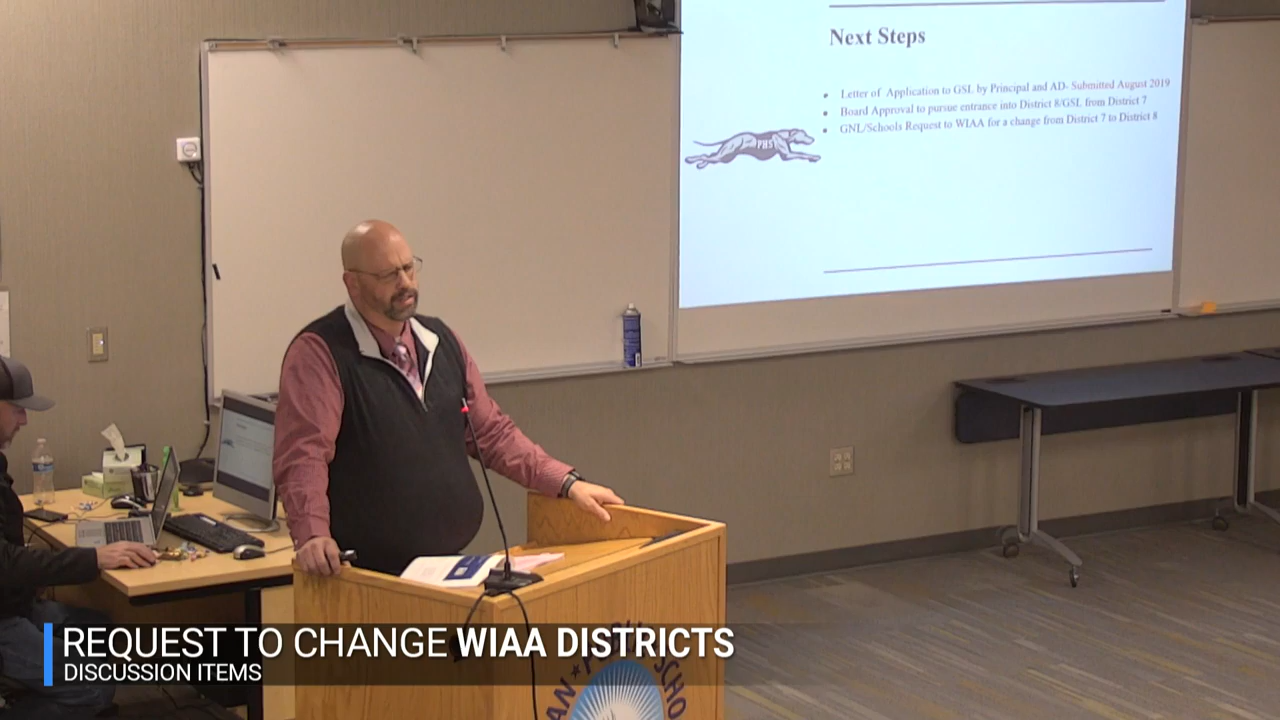 Next Steps
Letter of Application to GSL by Principal and AD- Submitted August 2019
Board Approval to pursue entrance into District 8/GSL from District 7
GNL/Schools Request to WIAA for a change from District 7 to District 8
PHS
REQUEST TO CHANGE WIAA DISTRICTS
DISCUSSION ITEMS